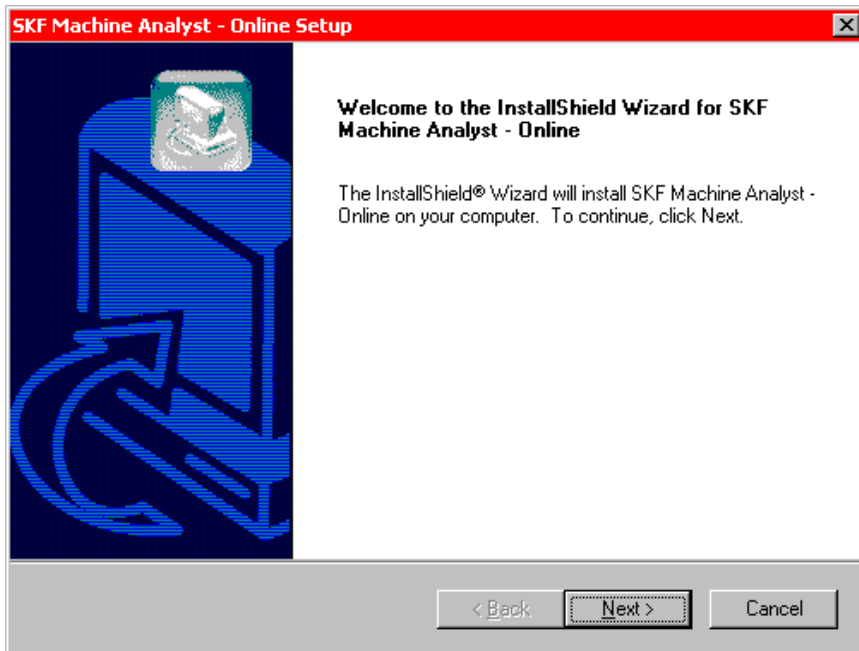 SKF Machine Analyst - Online Setup
Welcome to the InstallShield Wizard for SKF
Machine Analyst - Online
The InstallShield® Wizard will install SKF Machine Analyst -
Online on your computer. To continue, click Next.
< Back
Next >
Cancel